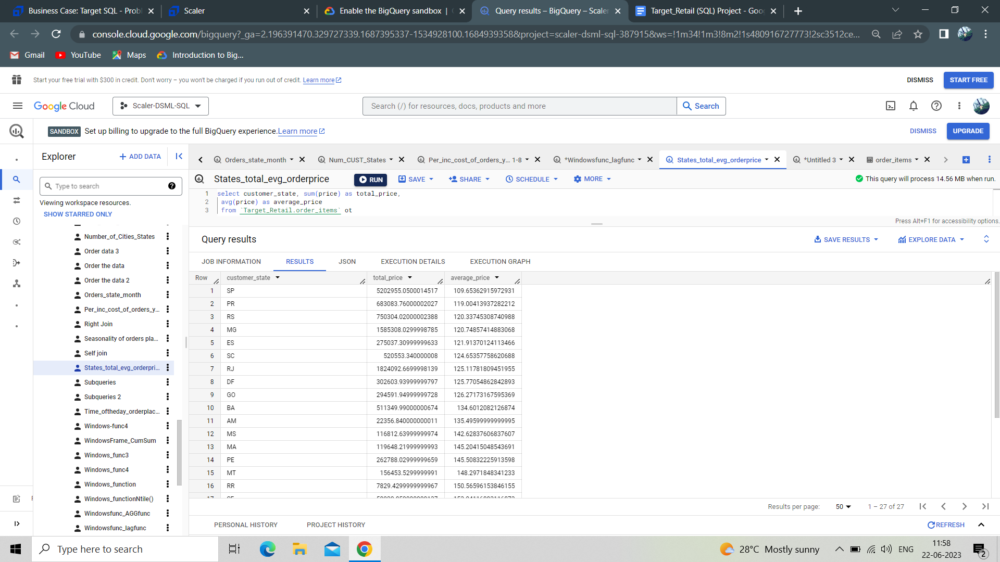 Business Case: Target SQL - Probl
Scaler
Enable the BigQuery sandbox |
Query results – BigQuery – Scaler
Target_Retail (SQL) Project - Goo
console.cloud.google.com/bigquery?_ga=2.196391470.329727339.1687395337-1534928100.1684939358&project=scaler-dsml-sql-387915&ws=!1m34!1m3!8m2!1s480916727773!2sc3512ce...
Gmail
YouTube
Maps
Introduction to Big...
Start your free trial with $300 in credit. Don't worry – you won't be charged if you run out of credit. Learn more
DISMISS
START FREE
Google Cloud
Scaler-DSML-SQL
Search (/) for resources, docs, products and more
Search
SANDBOX Set up billing to upgrade to the full BigQuery experience. Learn more
DISMISS
UPGRADE
Explorer
+ ADD DATA
Orders_state_month
Num_CUST_States
Per_inc_cost_of_orders_y... 1-8
*Windowsfunc_lagfunc
States_total_evg_orderprice
*Untitled 3
order_items
Type to search
Viewing workspace resources.
SHOW STARRED ONLY
Number_of_Cities_States
Order data 3
Order the data
Order the data 2
Orders_state_month
Per_inc_cost_of_orders_y...
Right Join
Seasonality of orders pla...
Self join
States_total_evg_orderpri...
Subqueries
Subqueries 2
Time_oftheday_orderplac...
Windows-func4
WindowsFrame_CumSum
Windows_func3
Windows_func4
Windows_function
Windows_functionNtile()
Windowsfunc_AGGfunc
Windowsfunc_lagfunc
States_total_evg_orderprice
RUN
SAVE
SHARE
SCHEDULE
MORE
This query will process 14.56 MB when run.
1 select customer_state, sum(price) as total_price,
2 avg(price) as average_price
3 from `Target_Retail.order_items` ot
Press Alt+F1 for accessibility options.
Query results
SAVE RESULTS
EXPLORE DATA
JOB INFORMATION
RESULTS
JSON
EXECUTION DETAILS
EXECUTION GRAPH
Row customer_state total_price average_price
1 SP 5202955.0500014517 109.65362915972931
2 PR 683083.76000002027 119.00413937282212
3 RS 750304.02000002388 120.33745308740988
4 MG 1585308.0299998785 120.74857414883068
5 ES 275037.30999999633 121.91370124113466
6 SC 520553.340000008 124.65357758620688
7 RJ 1824092.6699998139 125.11781809451955
8 DF 302603.93999999797 125.77054862842893
9 GO 294591.94999999728 126.27173167595369
10 BA 511349.99000000674 134.6012082126874
11 AM 22356.840000000011 135.49599999999995
12 MS 116812.63999999974 142.62837606837607
13 MA 119648.21999999993 145.20415048543691
14 PE 262788.02999999659 145.50832225913598
15 MT 156453.5299999991 148.2971848341233
16 RR 7829.4299999999967 150.56596153846155
Results per page:
50
1 – 27 of 27
PERSONAL HISTORY
PROJECT HISTORY
REFRESH
Type here to search
28°C Mostly sunny
ENG
11:58
22-06-2023
2